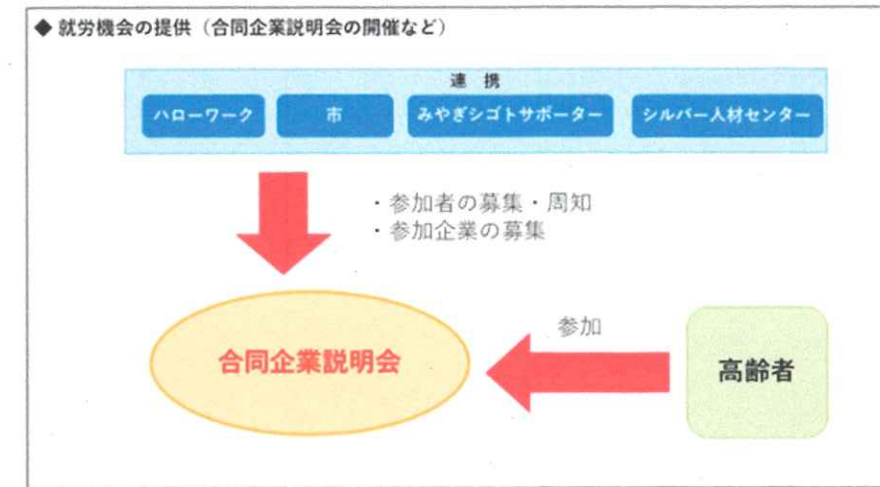 ◆ 就労機会の提供（合同企業説明会の開催など）
連 携
ハローワーク
市
みやぎシゴトサポーター
シルバー人材センター
・参加者の募集・周知
・参加企業の募集
参加
合同企業説明会
高齢者